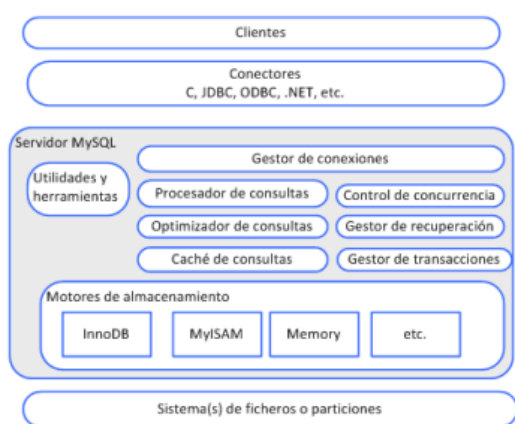 Clientes
Conectores
C, JDBC, ODBC, .NET, etc.
Servidor MySQL
Utilidades y
herramientas
Gestor de conexiones
Procesador de consultas
Control de concurrencia
Optimizador de consultas
Gestor de recuperación
Caché de consultas
Gestor de transacciones
Motores de almacenamiento
InnoDB
MyISAM
Memory
etc.
Sistema(s) de ficheros o particiones